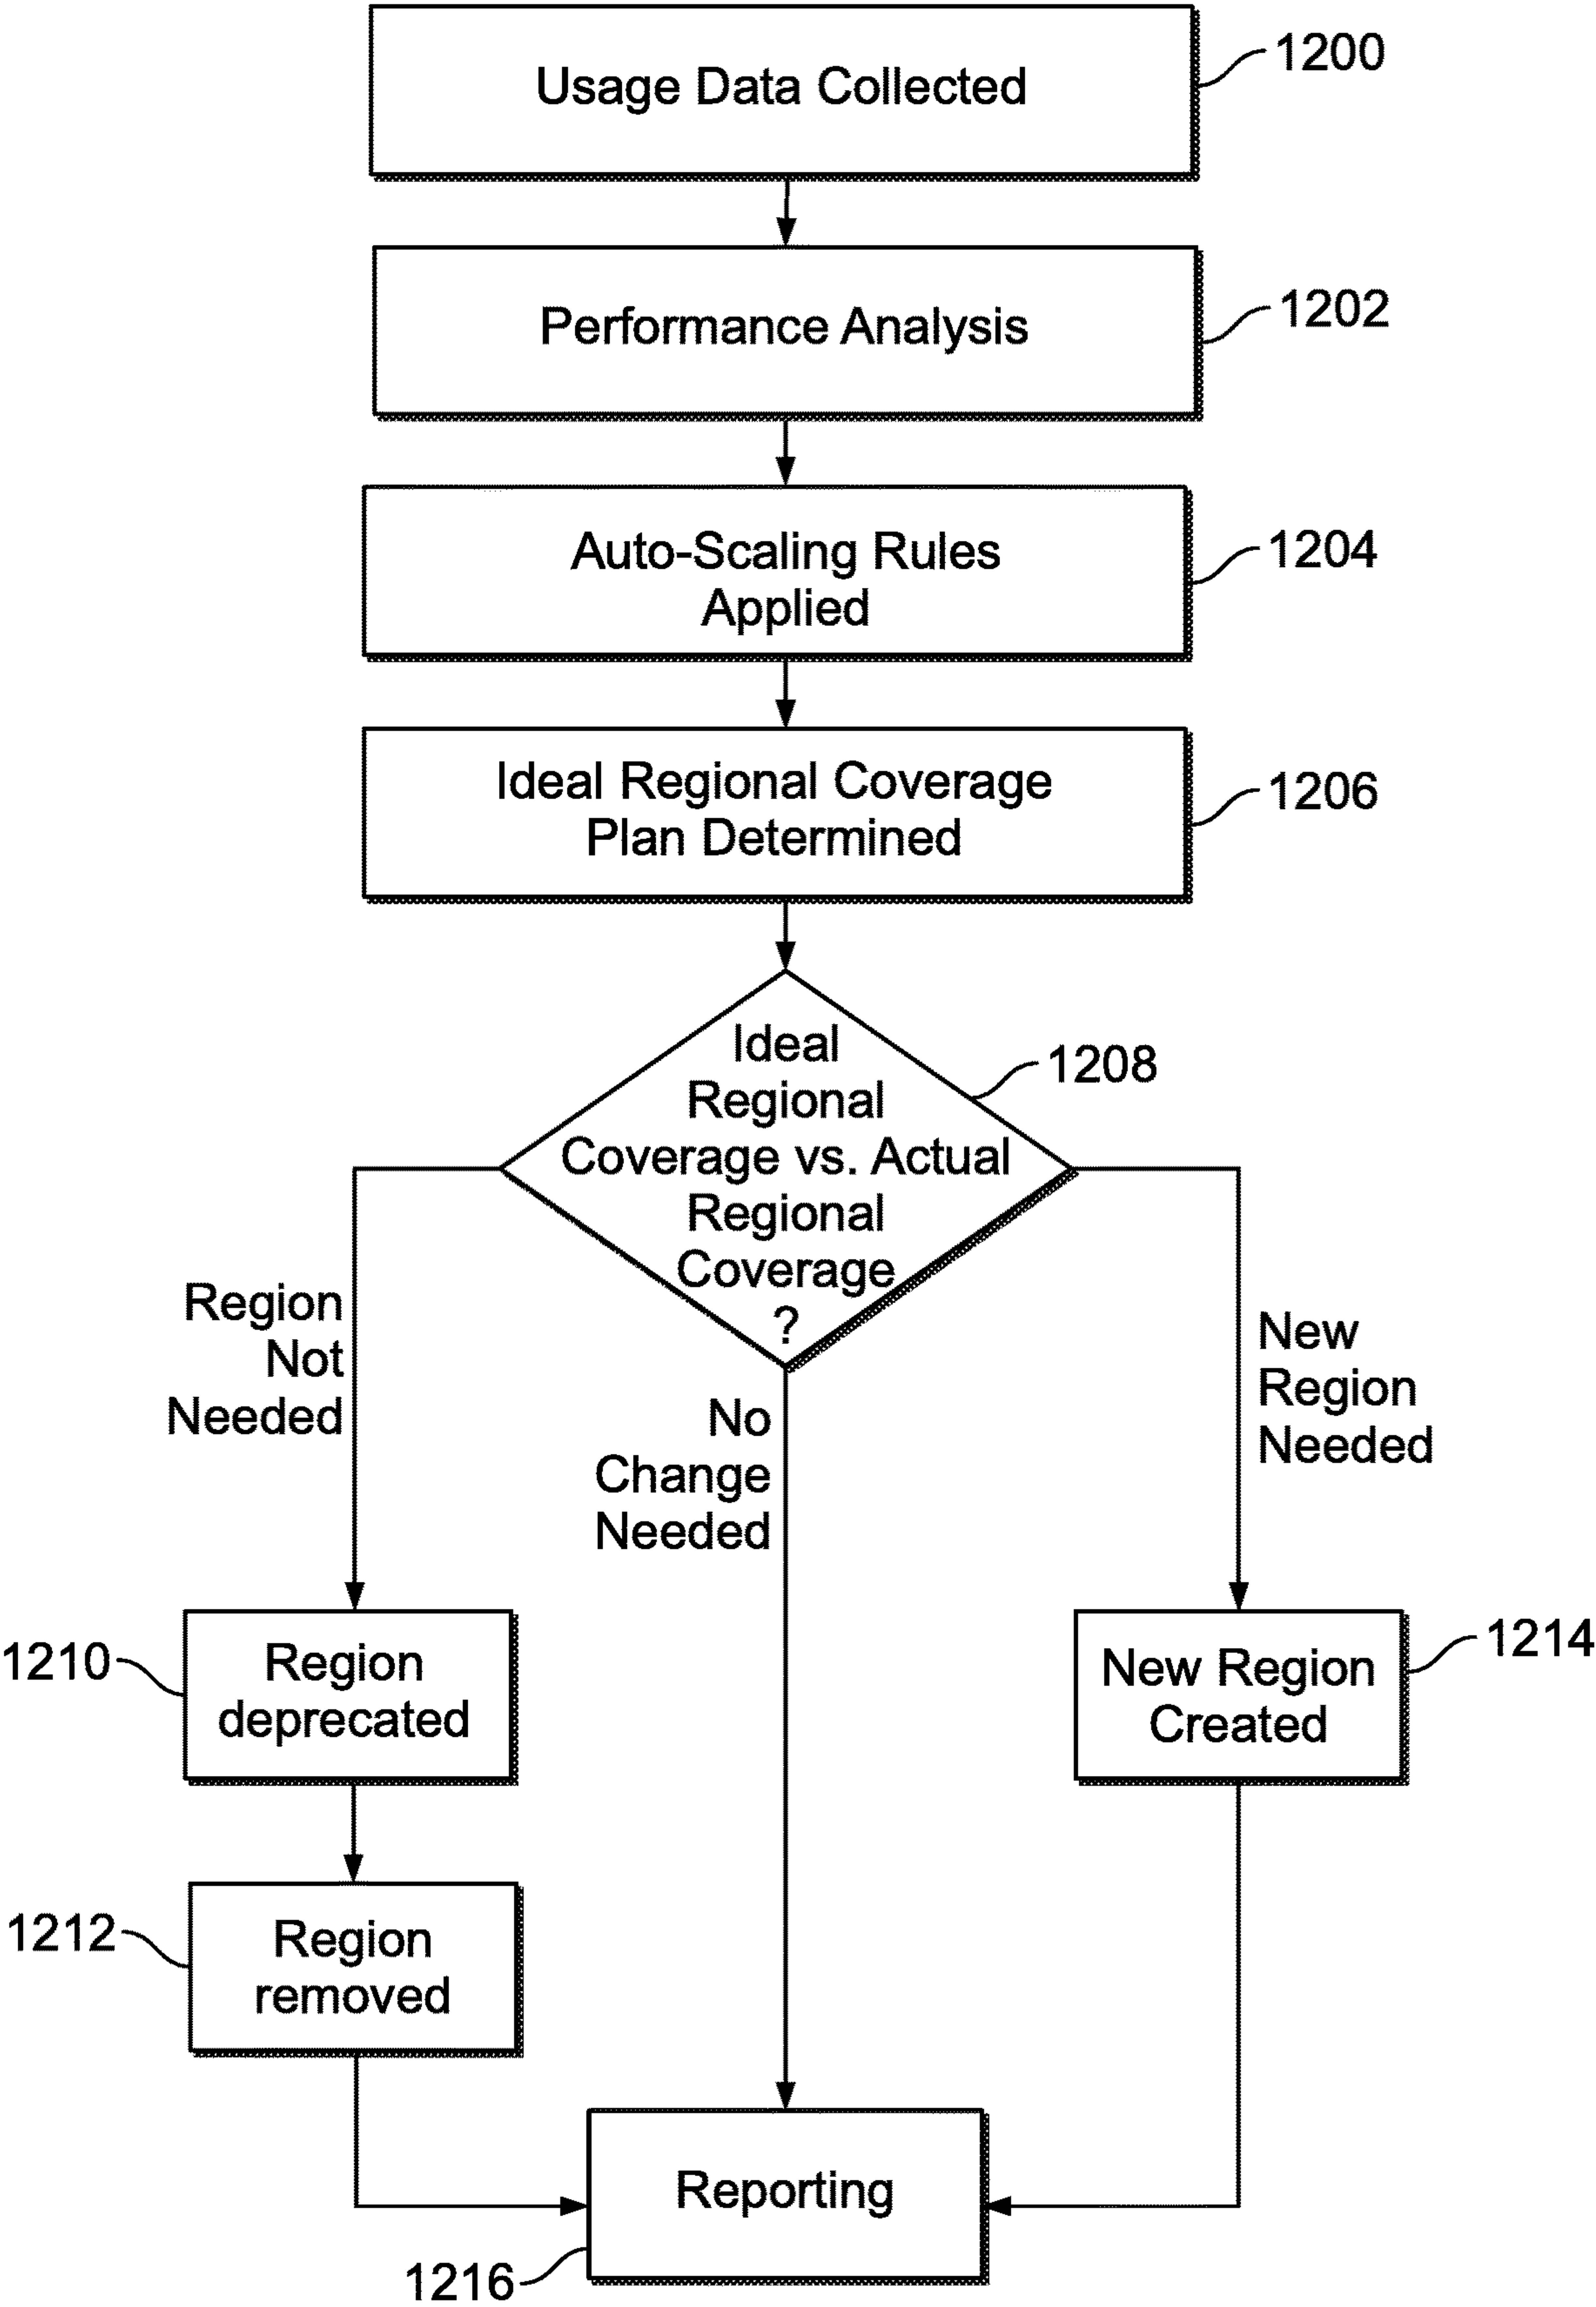 Usage Data Collected
1200
Performance Analysis
1202
Auto-Scaling Rules
Applied
1204
Ideal Regional Coverage
Plan Determined
1206
Ideal
Regional
Coverage vs. Actual
Regional
Coverage
?
1208
Region
Not
Needed
No
Change
Needed
New
Region
Needed
1210
Region
deprecated
New Region
Created
1214
1212
Region
removed
Reporting
1216